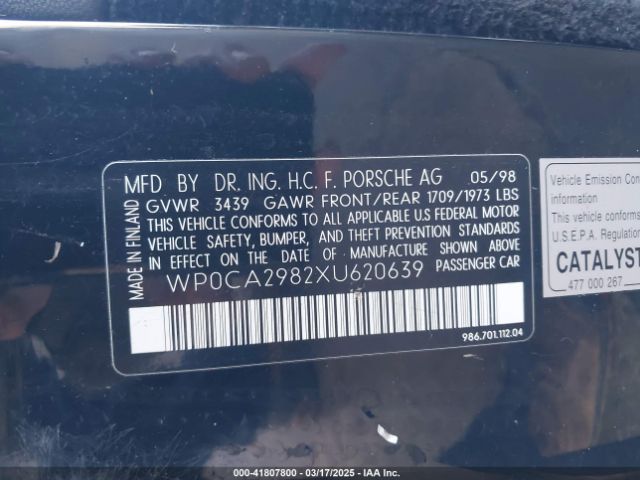 MFD BY DR. ING. H.C. F. PORSCHE AG 05/98
GVWR 3439 GAWR FRONT/REAR 1709/1973 LBS
THIS VEHICLE CONFORMS TO ALL APPLICABLE U.S FEDERAL MOTOR
VEHICLE SAFETY, BUMPER, AND THEFT PREVENTION STANDARDS
IN EFFECT ON THE DATE OF MANUFACTURE SHOWN ABOVE.
WP0CA2982XU620639 PASSENGER CAR
986.701.112.04
MADE IN FINLAND
Vehicle Emission Con
information
This vehicle conform
U.S.E.P.A. regulatio
CATALYST
477 000 267
000-41807800 - 03/17/2025 - IAA Inc.